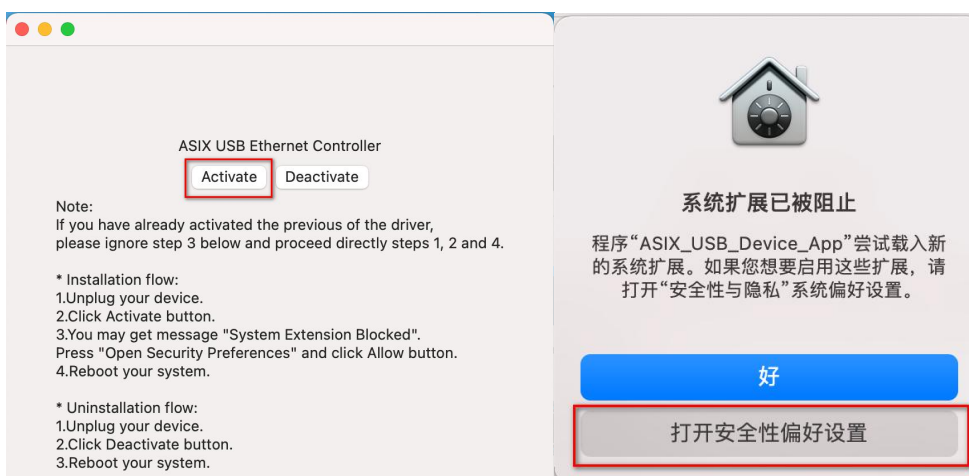 ASIX USB Ethernet Controller
Activate
Deactivate
Note:
If you have already activated the previous of the driver,
please ignore step 3 below and proceed directly steps 1, 2 and 4.
* Installation flow:
1.Unplug your device.
2.Click Activate button.
3.You may get message "System Extension Blocked".
Press "Open Security Preferences" and click Allow button.
4.Reboot your system.
* Uninstallation flow:
1.Unplug your device.
2.Click Deactivate button.
3.Reboot your system.
系统扩展已被阻止
程序“ASIX_USB_Device_App”尝试载入新
的系统扩展。如果您想要启用这些扩展，请
打开“安全性与隐私”系统偏好设置。
好
打开安全性偏好设置